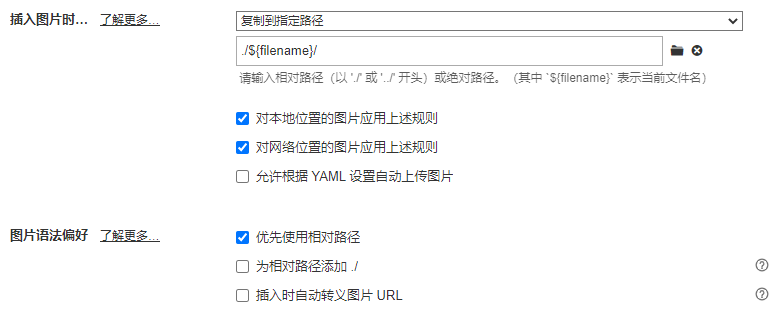 插入图片时... 了解更多... 复制到指定路径
./${filename}/
请输入相对路径（以 './' 或 '../' 开头）或绝对路径。（其中 `${filename}` 表示当前文件名）
对本地位置的图片应用上述规则
对网络位置的图片应用上述规则
允许根据 YAML 设置自动上传图片
图片语法偏好 了解更多... 优先使用相对路径
为相对路径添加 ./
插入时自动转义图片 URL